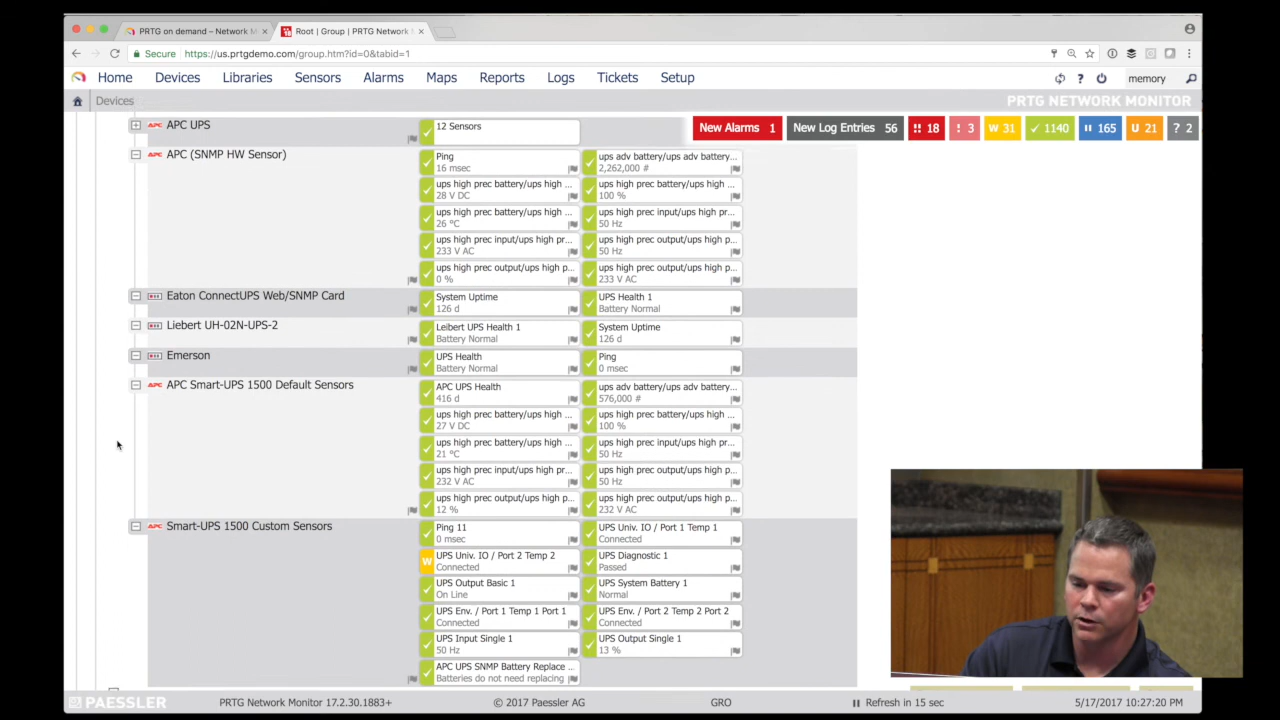 PRTG on demand – Network M
Root | Group | PRTG Network
Secure https://us.prtgdemo.com/group.htm?id=0&tabid=1
Home Devices Libraries Sensors Alarms Maps Reports Logs Tickets Setup ? memory
Devices PRTG NETWORK MONITOR
New Alarms 1 New Log Entries 56 !! 18 ! 3 W 31 1140 165 U 21 ? 2
APC UPS
12 Sensors
APC (SNMP HW Sensor)
Ping
16 msec
ups adv battery/ups adv battery...
2,262,000 #
ups high prec battery/ups high ...
28 V DC
ups high prec battery/ups high ...
100 %
ups high prec battery/ups high ...
26 °C
ups high prec input/ups high pr...
50 Hz
ups high prec input/ups high pr...
233 V AC
ups high prec output/ups high p...
50 Hz
ups high prec output/ups high p...
0 %
ups high prec output/ups high p...
233 V AC
Eaton ConnectUPS Web/SNMP Card
System Uptime
126 d
UPS Health 1
Battery Normal
Liebert UH-02N-UPS-2
Leibert UPS Health 1
Battery Normal
System Uptime
126 d
Emerson
UPS Health
Battery Normal
Ping
0 msec
APC Smart-UPS 1500 Default Sensors
APC UPS Health
416 d
ups adv battery/ups adv battery...
576,000 #
ups high prec battery/ups high ...
27 V DC
ups high prec battery/ups high ...
100 %
ups high prec battery/ups high ...
21 °C
ups high prec input/ups high pr...
50 Hz
ups high prec input/ups high pr...
232 V AC
ups high prec output/ups high p...
50 Hz
ups high prec output/ups high p...
12 %
ups high prec output/ups high p...
232 V AC
Smart-UPS 1500 Custom Sensors
Ping 11
0 msec
UPS Univ. IO / Port 1 Temp 1
Connected
W
UPS Univ. IO / Port 2 Temp 2
Connected
UPS Diagnostic 1
Passed
UPS Output Basic 1
On Line
UPS System Battery 1
Normal
UPS Env. / Port 1 Temp 1 Port 1
Connected
UPS Env. / Port 2 Temp 2 Port 2
Connected
UPS Input Single 1
50 Hz
UPS Output Single 1
13 %
APC UPS SNMP Battery Replace ...
Batteries do not need replacing
PAESSLER PRTG Network Monitor 17.2.30.1883+ © 2017 Paessler AG GRO Refresh in 15 sec 5/17/2017 10:27:20 PM